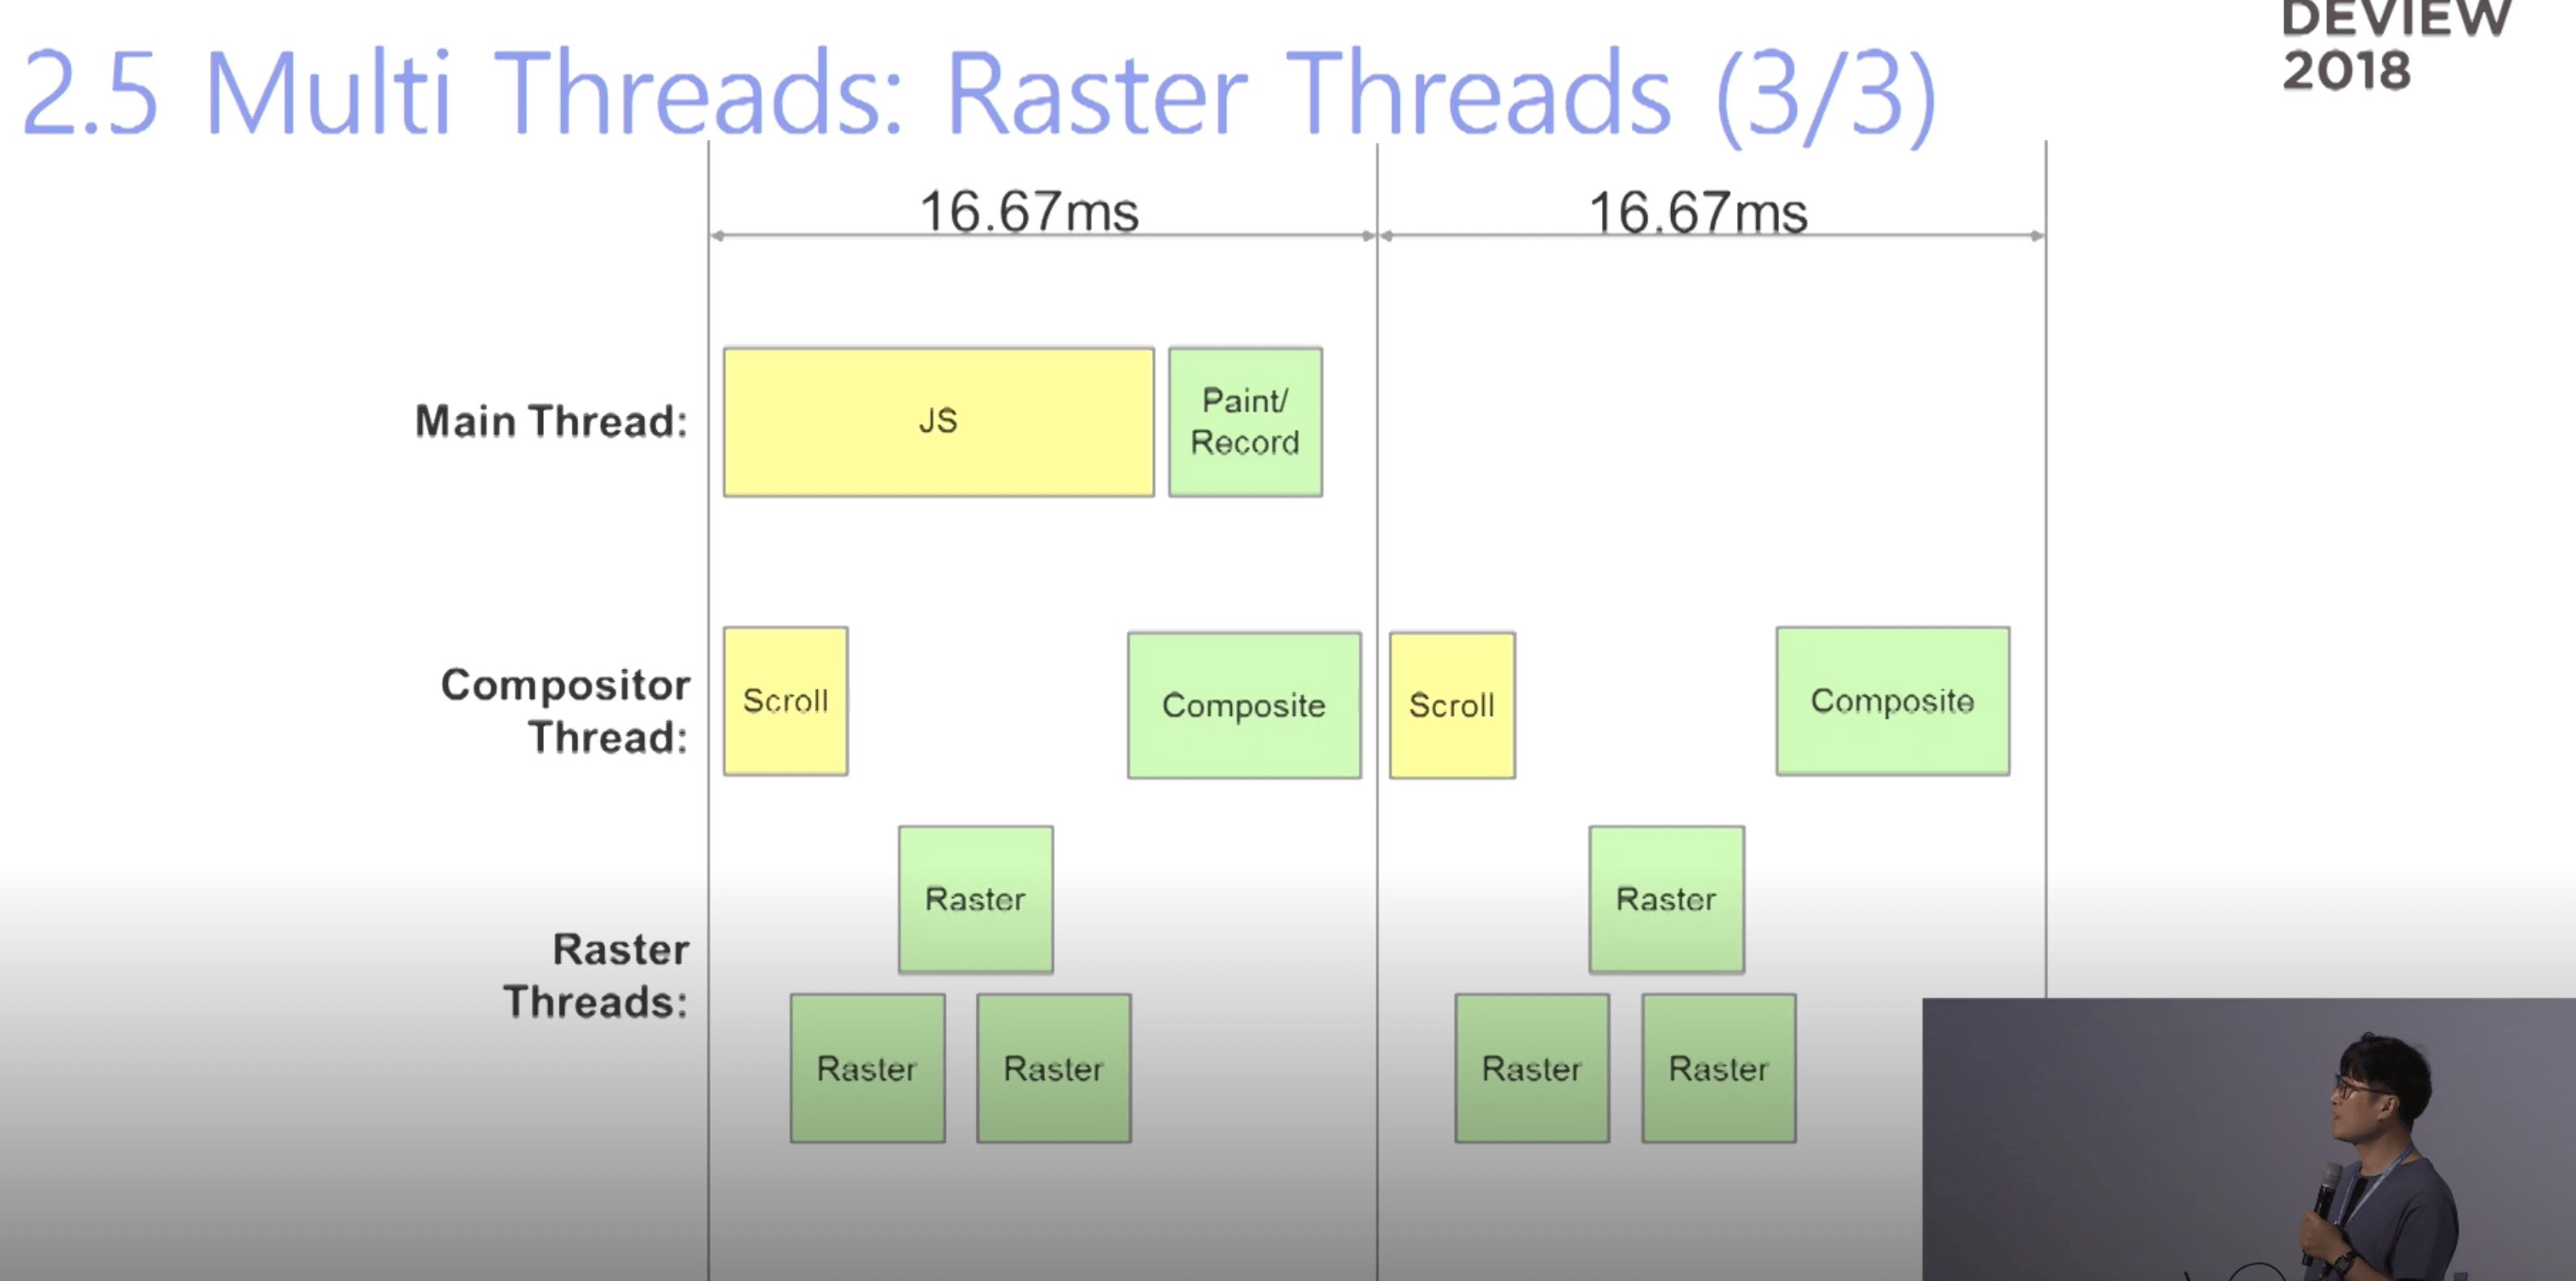 DEVIEW
2018
2.5 Multi Threads: Raster Threads (3/3)
16.67ms
16.67ms
Main Thread:
JS
Paint/
Record
Compositor
Thread:
Scroll
Composite
Scroll
Composite
Raster
Threads:
Raster
Raster
Raster
Raster
Raster
Raster